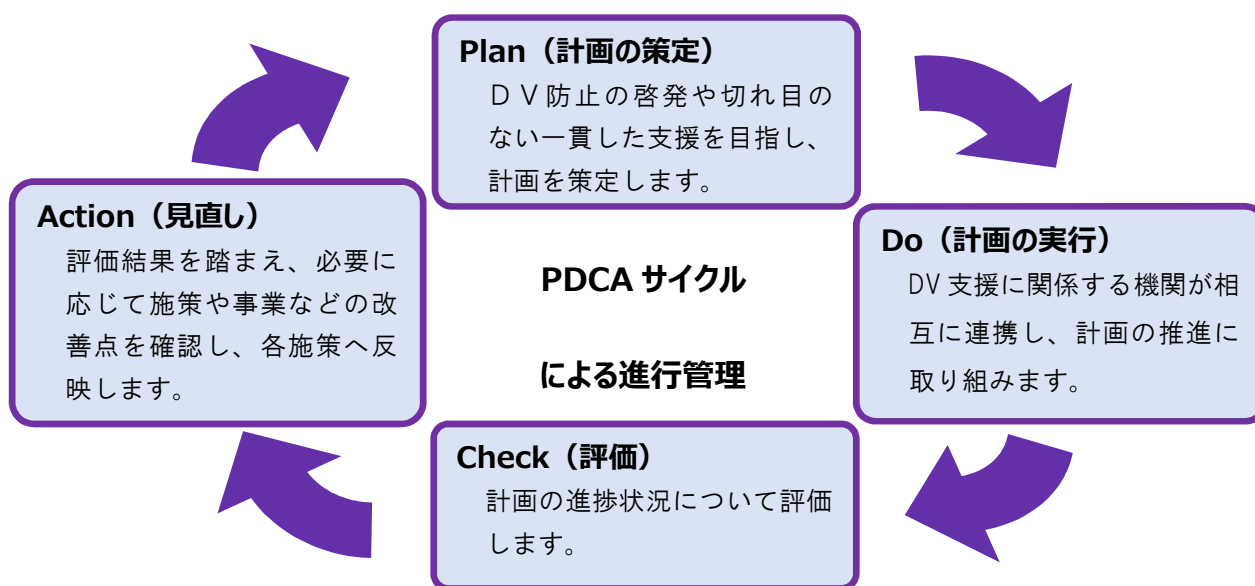 Plan（計画の策定）
ＤＶ防止の啓発や切れ目の
ない一貫した支援を目指し、
計画を策定します。
Action（見直し）
評価結果を踏まえ、必要に
応じて施策や事業などの改
善点を確認し、各施策へ反
映します。
PDCA サイクル
による進行管理
Do（計画の実行）
DV 支援に関係する機関が相
互に連携し、計画の推進に
取り組みます。
Check（評価）
計画の進捗状況について評価
します。